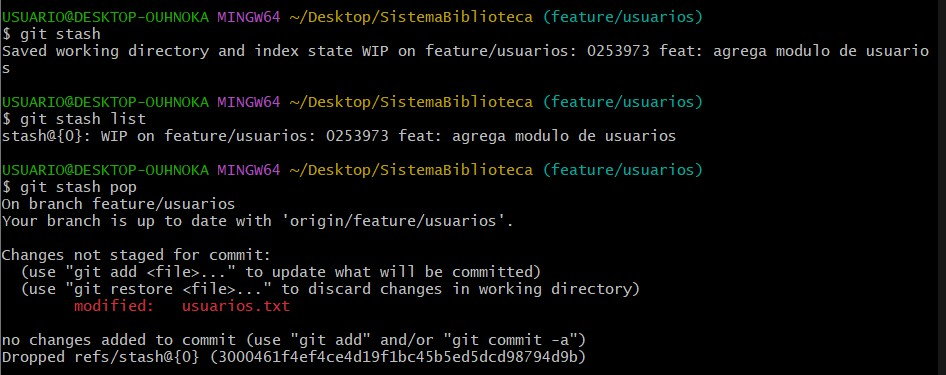 USUARIO@DESKTOP-OUHNOKA MINGW64 ~/Desktop/SistemaBiblioteca (feature/usuarios)
$ git stash
Saved working directory and index state WIP on feature/usuarios: 0253973 feat: agrega modulo de usuario
s
USUARIO@DESKTOP-OUHNOKA MINGW64 ~/Desktop/SistemaBiblioteca (feature/usuarios)
$ git stash list
stash@{0}: WIP on feature/usuarios: 0253973 feat: agrega modulo de usuarios
USUARIO@DESKTOP-OUHNOKA MINGW64 ~/Desktop/SistemaBiblioteca (feature/usuarios)
$ git stash pop
On branch feature/usuarios
Your branch is up to date with 'origin/feature/usuarios'.
Changes not staged for commit:
  (use "git add <file>..." to update what will be committed)
  (use "git restore <file>..." to discard changes in working directory)
        modified:   usuarios.txt
no changes added to commit (use "git add" and/or "git commit -a")
Dropped refs/stash@{0} (3000461f4ef4ce4d19f1bc45b5ed5dcd98794d9b)